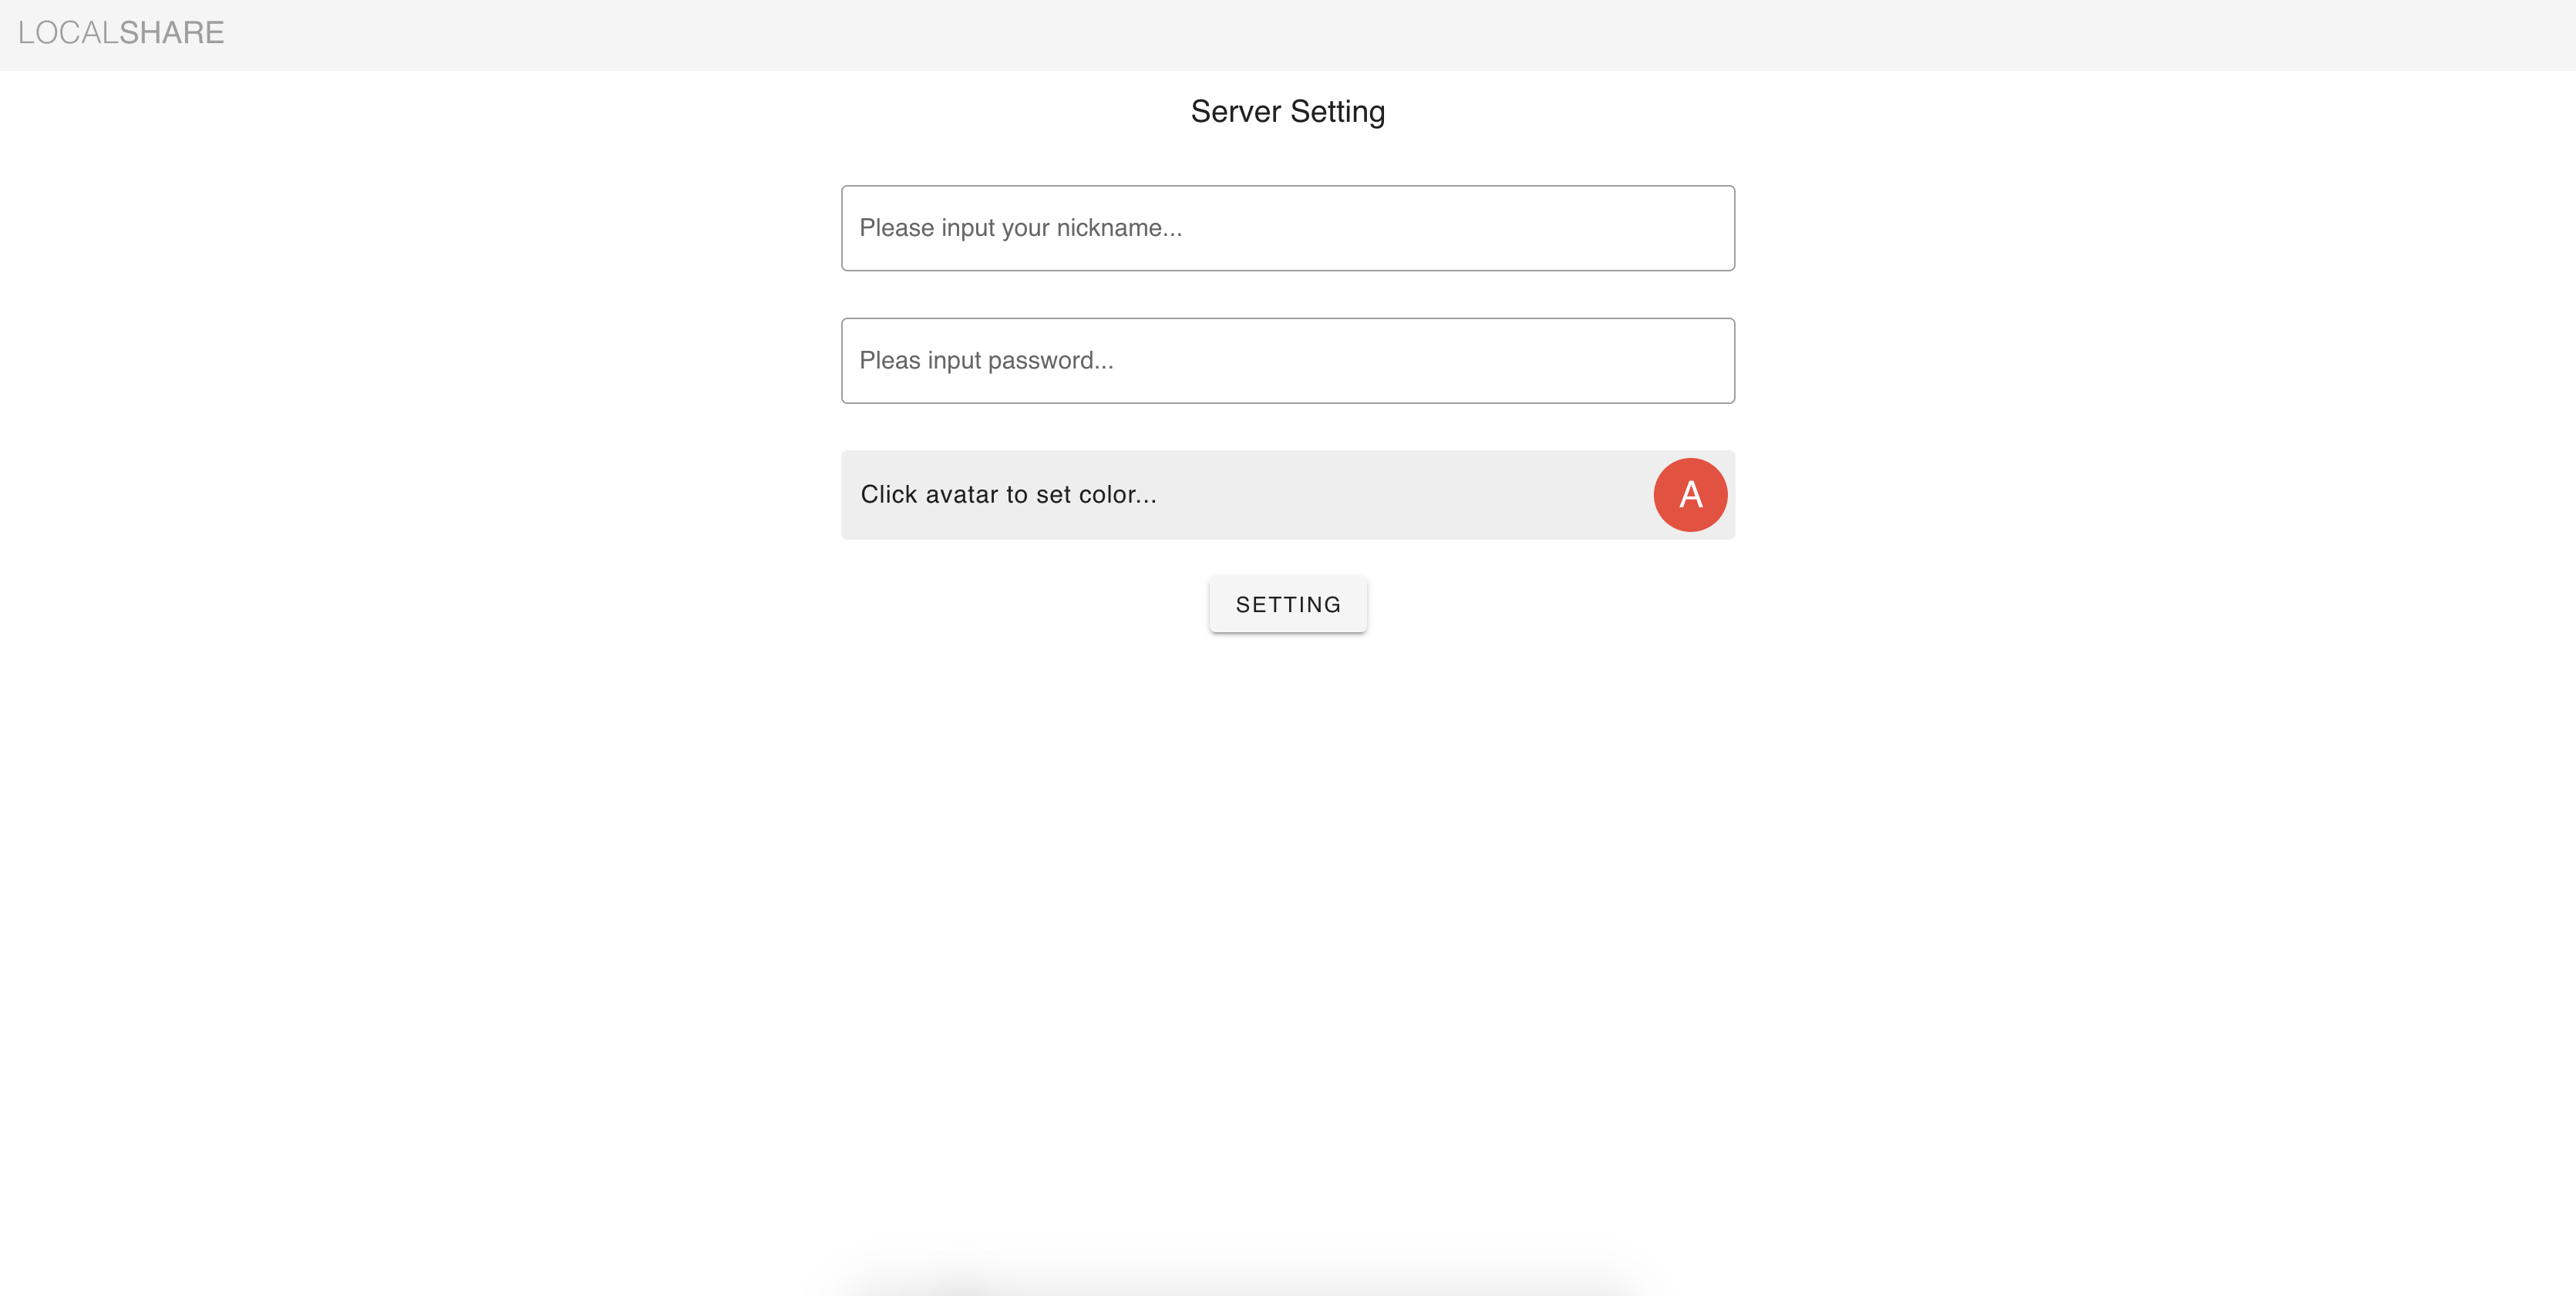 LOCALSHARE
Server Setting
Please input your nickname...
Pleas input password...
Click avatar to set color...
A
SETTING